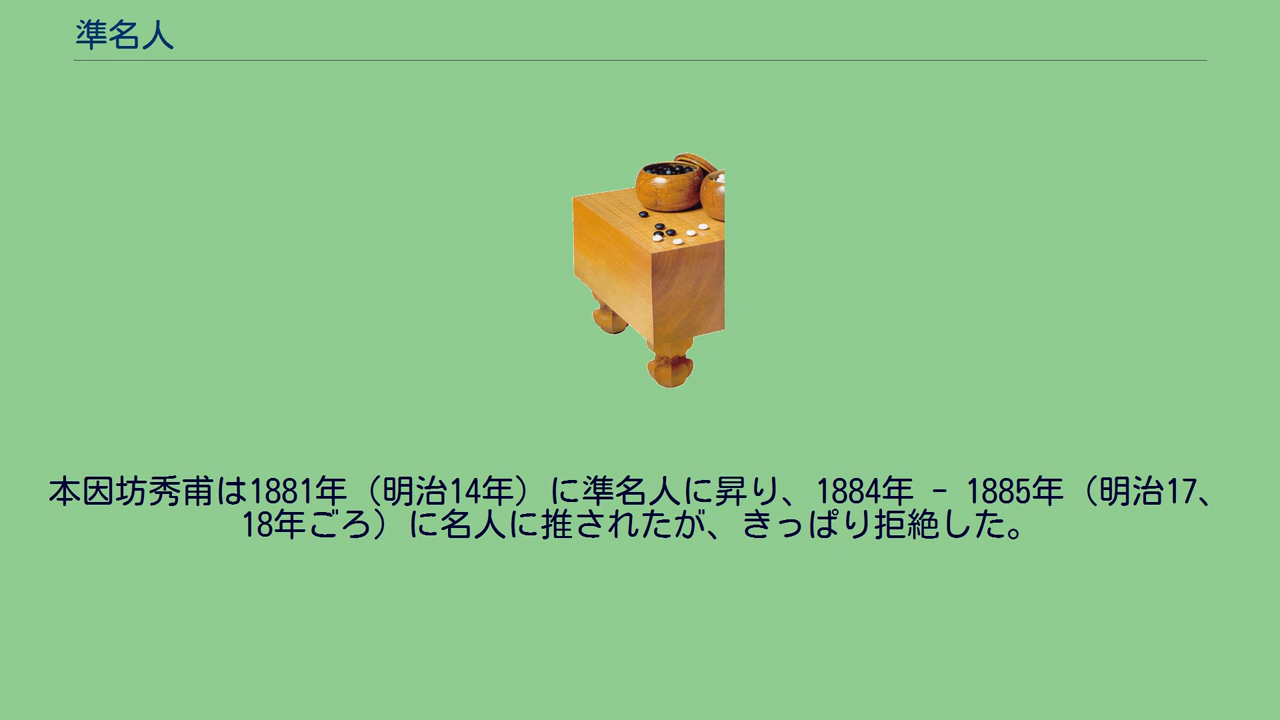 準名人
本因坊秀甫は1881年（明治14年）に準名人に昇り、1884年 - 1885年（明治17、
18年ごろ）に名人に推されたが、きっぱり拒絶した。